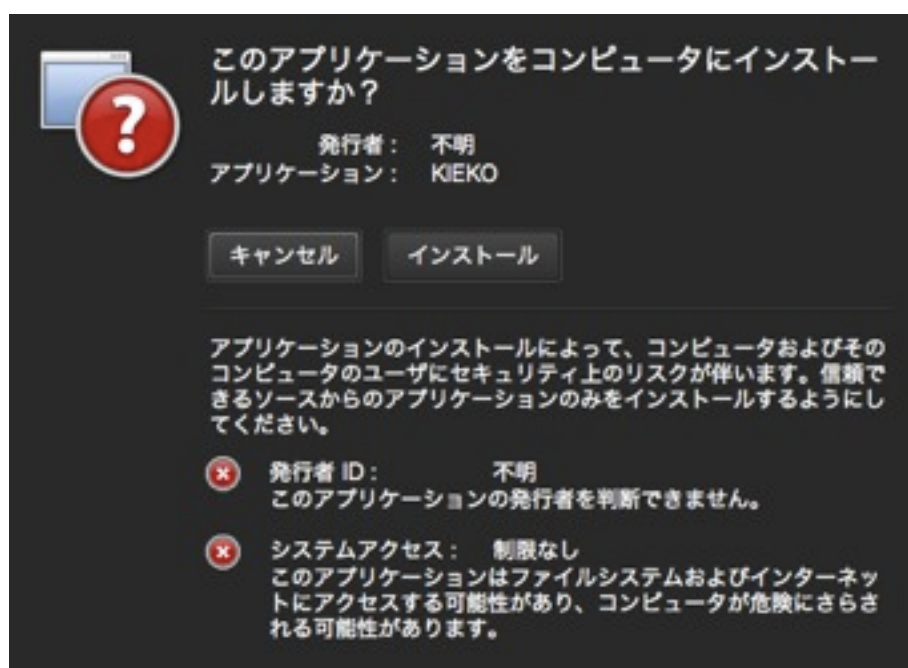 このアプリケーションをコンピュータにインストー
ルしますか？
発行者： 不明
アプリケーション： KIEKO
キャンセル インストール
アプリケーションのインストールによって、コンピュータおよびその
コンピュータのユーザにセキュリティ上のリスクが伴います。信頼で
きるソースからのアプリケーションのみをインストールするようにし
てください。
発行者 ID： 不明
このアプリケーションの発行者を判断できません。
システムアクセス： 制限なし
このアプリケーションはファイルシステムおよびインターネッ
トにアクセスする可能性があり、コンピュータが危険にさらさ
れる可能性があります。